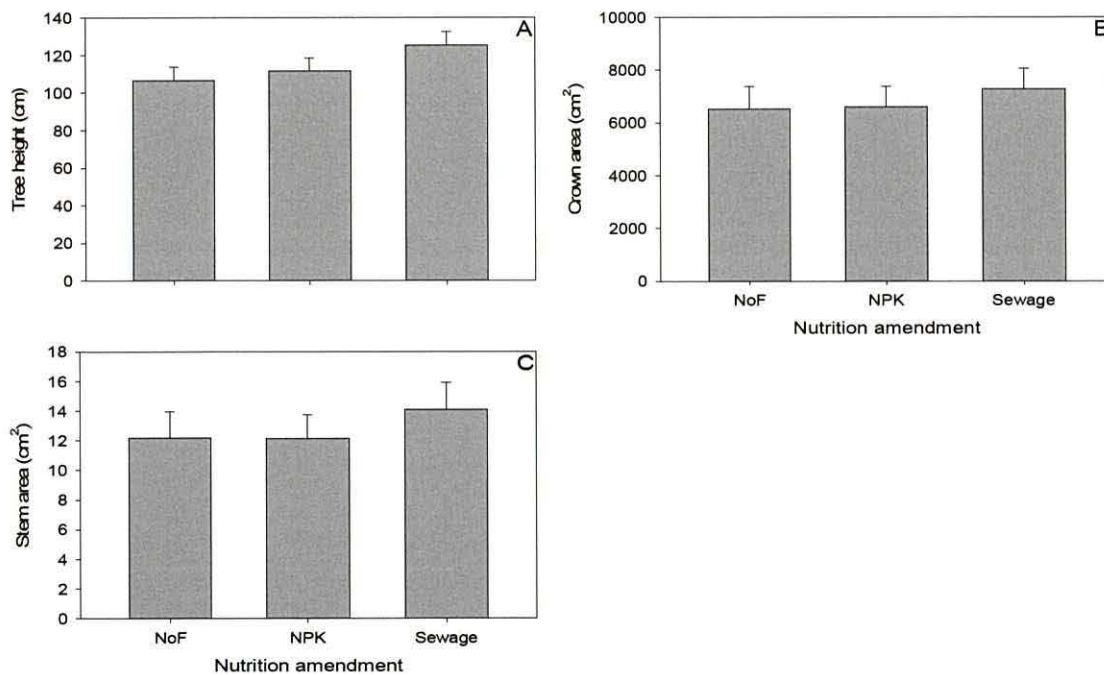 A
Tree height (cm)
140
120
100
80
60
40
20
0
B
Crown area (cm²)
10000
8000
6000
4000
2000
0
NoF NPK Sewage
Nutrition amendment
C
Stem area (cm²)
18
16
14
12
10
8
6
4
2
0
NoF NPK Sewage
Nutrition amendment